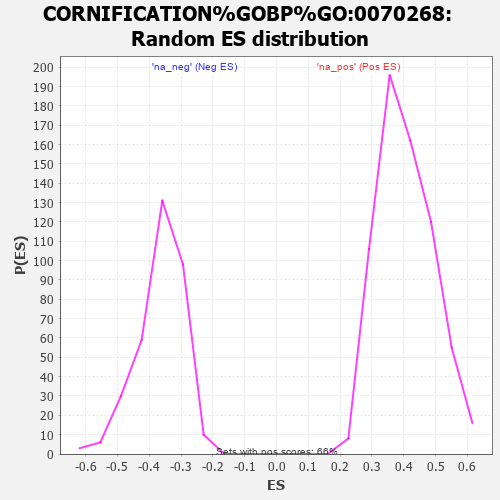 CORNIFICATION%GOBP%GO:0070268:
Random ES distribution
'na_neg' (Neg ES)
'na_pos' (Pos ES)
200
190
180
170
160
150
140
130
120
110
100
90
80
70
60
50
40
30
20
10
0
P(ES)
Sets with pos scores: 66%
-0.6 -0.5 -0.4 -0.3 -0.2 -0.1 0.0 0.1 0.2 0.3 0.4 0.5 0.6
ES